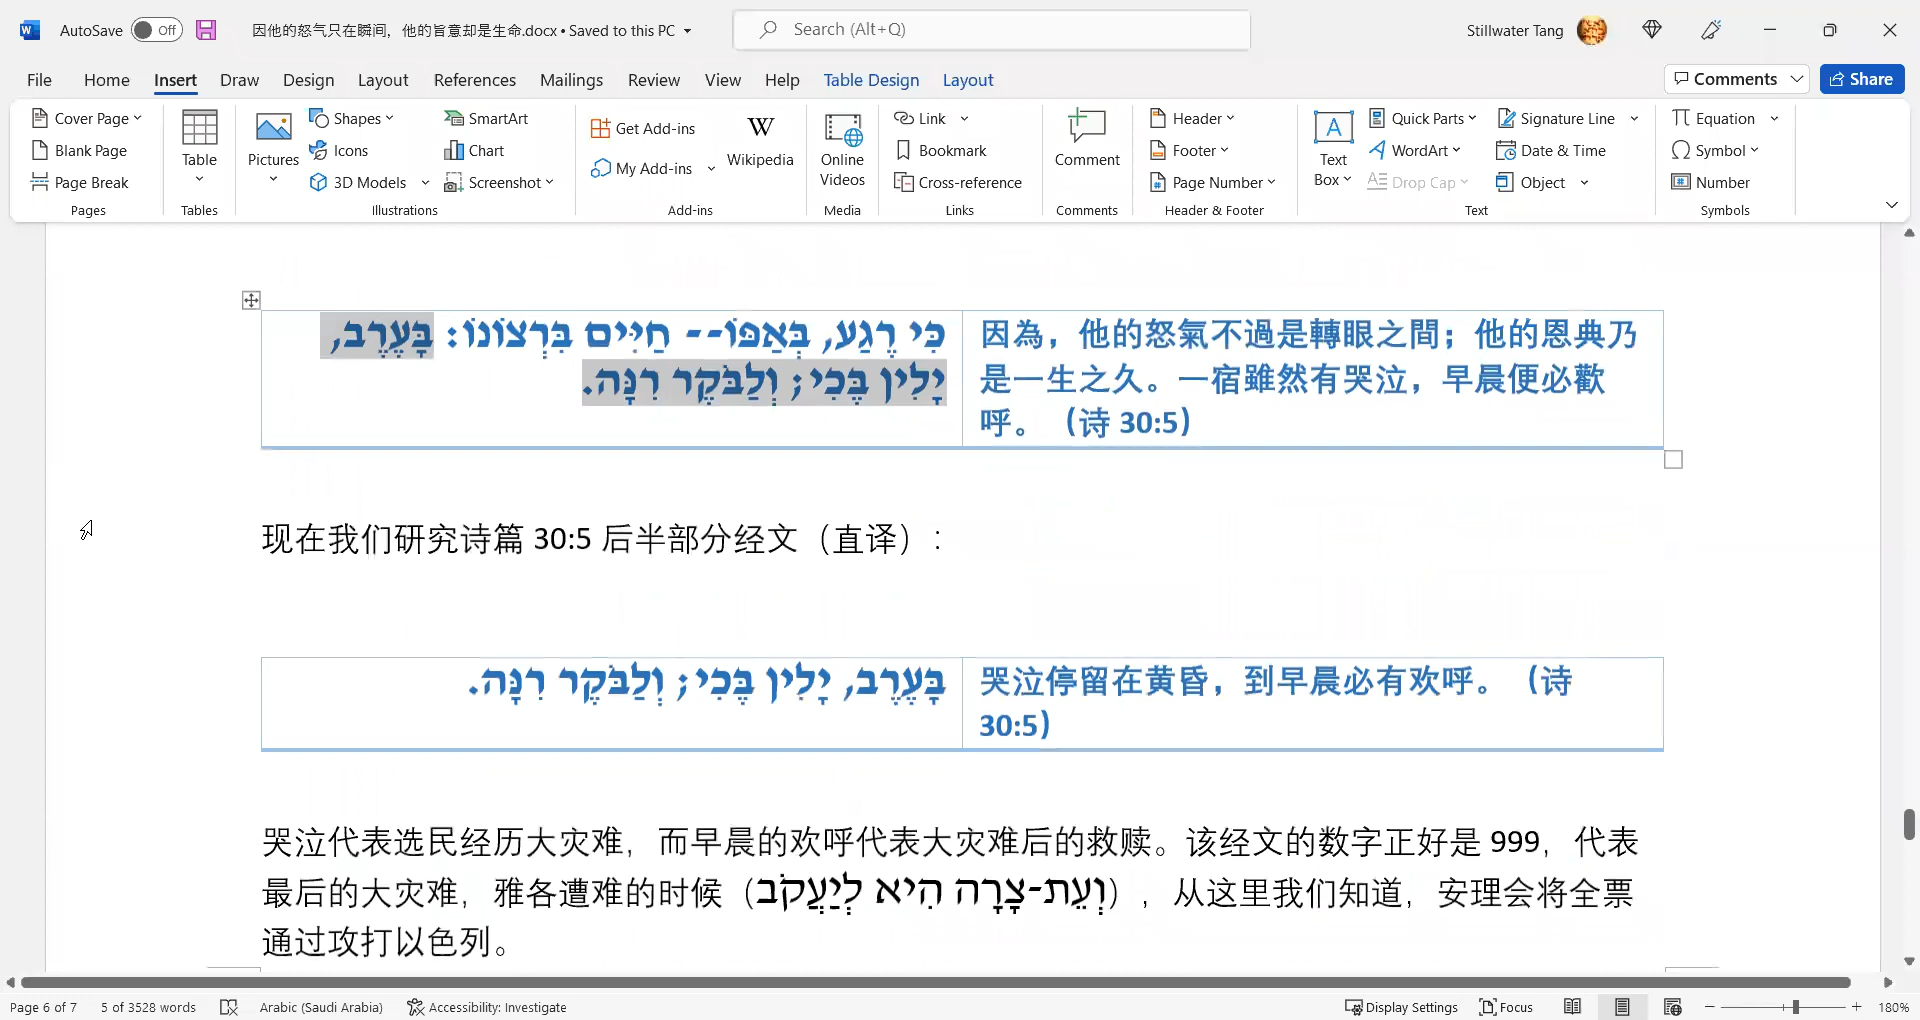 AutoSave Off 因他的怒气只在瞬间，他的旨意却是生命.docx • Saved to this PC Search (Alt+Q) Stillwater Tang
File Home Insert Draw Design Layout References Mailings Review View Help Table Design Layout Comments Share
Cover Page
Blank Page
Page Break
Pages
Table
Tables
Pictures
Shapes
Icons
3D Models
SmartArt
Chart
Screenshot
Illustrations
Get Add-ins
My Add-ins
W
Wikipedia
Add-ins
Online
Videos
Media
Link
Bookmark
Cross-reference
Links
Comment
Comments
Header
Footer
Page Number
Header & Footer
A
Text
Box
Quick Parts
WordArt
Drop Cap
Signature Line
Date & Time
Object
Text
Equation
Symbol
Number
Symbols
כִּי רֶגַע, בְּאַפּוֹ-- חַיִּים בִּרְצוֹנוֹ: בָּעֶרֶב,
יָלִין בֶּכִי; וְלַבֹּקֶר רִנָּה.
因為，他的怒氣不過是轉眼之間；他的恩典乃
是一生之久。一宿雖然有哭泣，早晨便必歡
呼。（诗 30:5）
现在我们研究诗篇 30:5 后半部分经文（直译）:
בָּעֶרֶב, יָלִין בֶּכִי; וְלַבֹּקֶר רִנָּה.
哭泣停留在黄昏，到早晨必有欢呼。（诗
30:5）
哭泣代表选民经历大灾难，而早晨的欢呼代表大灾难后的救赎。该经文的数字正好是 999，代表
最后的大灾难，雅各遭难的时候（וְעֵת-צָרָה הִיא לְיַעֲקֹב），从这里我们知道，安理会将全票
通过攻打以色列。
Page 6 of 7 5 of 3528 words Arabic (Saudi Arabia) Accessibility: Investigate Display Settings Focus 180%